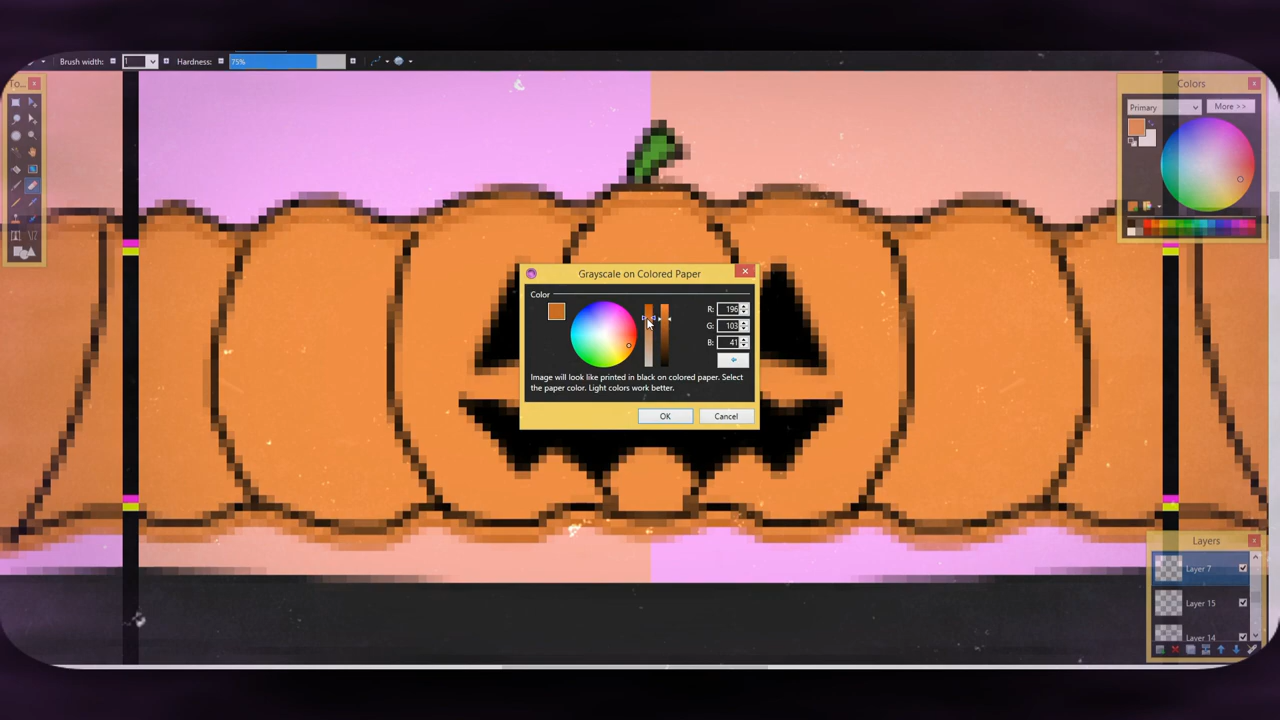 Brush width:
1
Hardness:
75%
To...
Colors
Primary
More >>
Grayscale on Colored Paper
Color
R: 196
G: 103
B: 41
Image will look like printed in black on colored paper. Select
the paper color. Light colors work better.
OK
Cancel
Layers
Layer 7
Layer 15
Layer 14